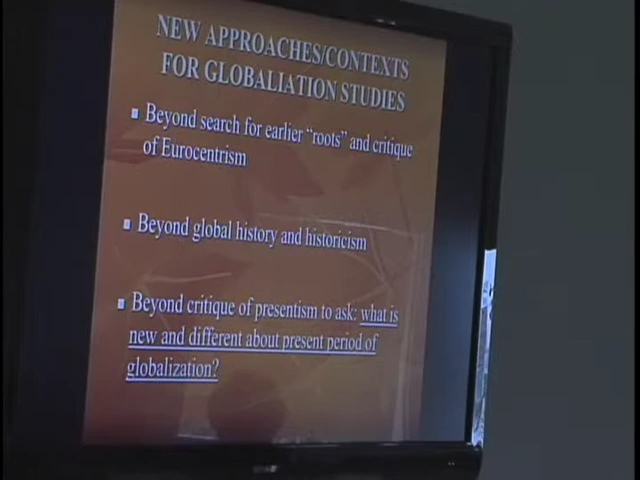 NEW APPROACHES/CONTEXTS
FOR GLOBALIATION STUDIES
Beyond search for earlier “roots” and critique
of Eurocentrism
Beyond global history and historicism
Beyond critique of presentism to ask: what is
new and different about present period of
globalization?